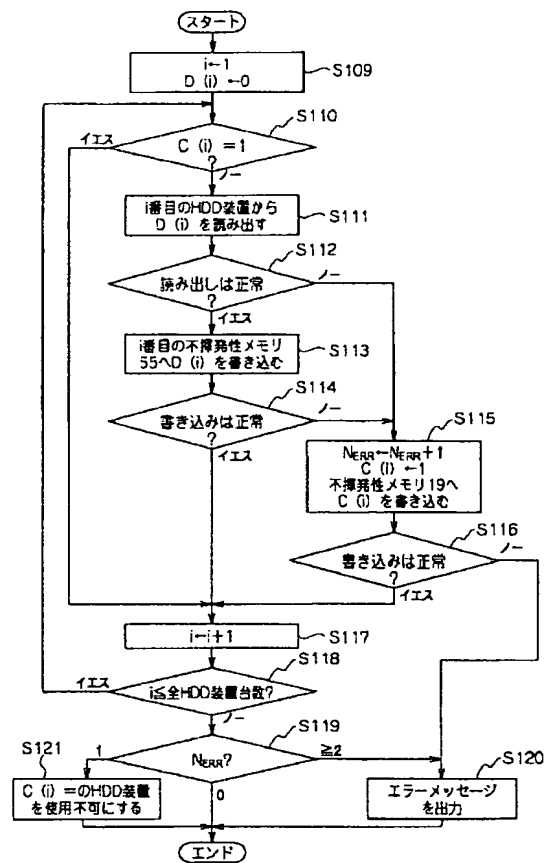 スタート
i←1
D (i) ←0
S109
S110
イエス
C (i) =1
?
ノー
i番目のHDD装置から
D (i) を読み出す
S111
S112
読み出しは正常
?
ノー
イエス
i番目の不揮発性メモリ
55へD (i) を書き込む
S113
S114
書き込みは正常
?
ノー
イエス
S115
NERR←NERR+1
C (i) ←1
不揮発性メモリ19へ
C (i) を書き込む
S116
書き込みは正常
?
ノー
イエス
i←i+1
S117
S118
イエス
i≦全HDD装置台数?
ノー
S119
NERR?
1
≧2
0
S121
C (i) =のHDD装置
を使用不可にする
S120
エラーメッセージ
を出力
エンド